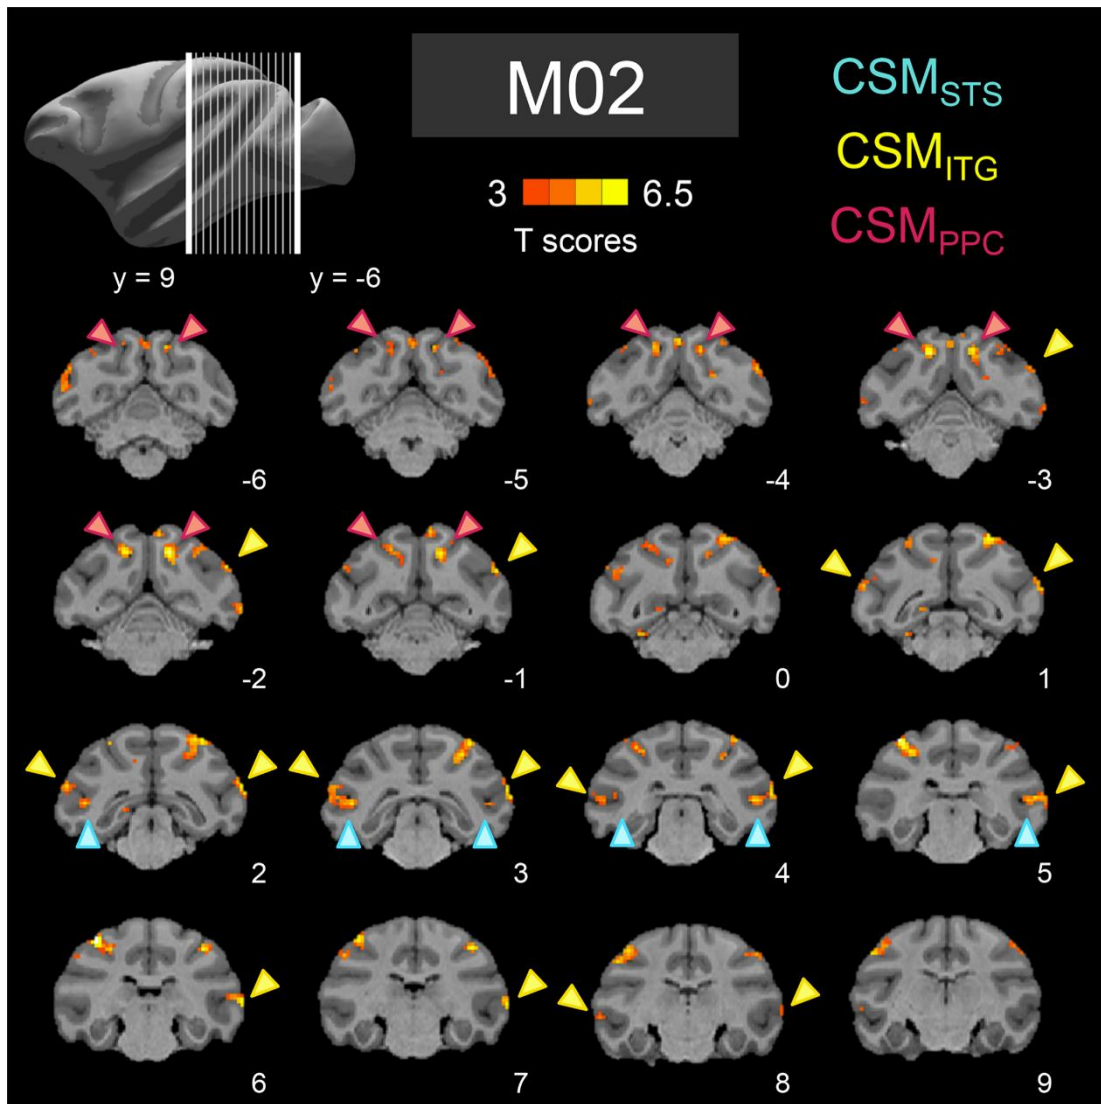 M02
CSMSTS
CSMITG
CSMPPC
3 6.5
T scores
y = 9 y = -6
-6 -5 -4 -3
-2 -1 0 1
2 3 4 5
6 7 8 9